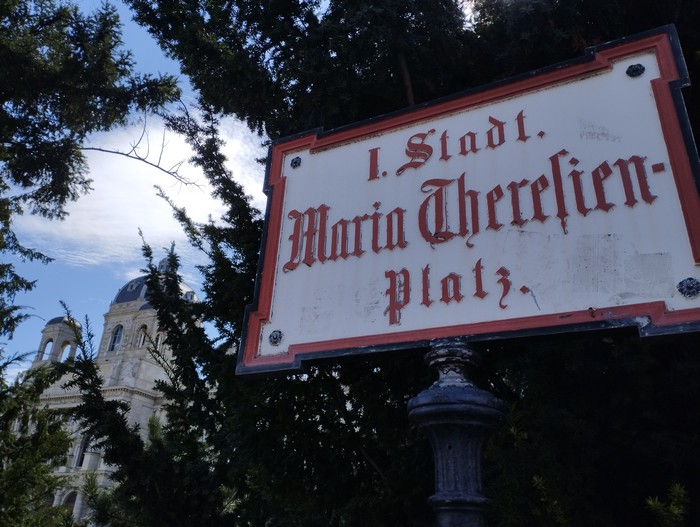 I. Stadt.
Maria Thereſien-
Platz.